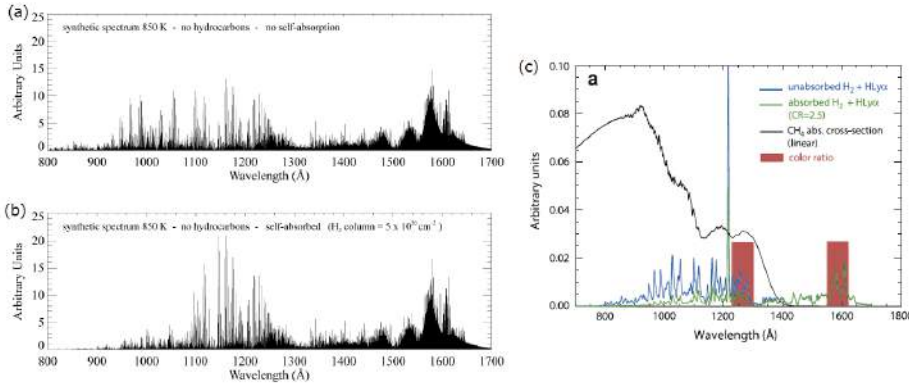 (a)
synthetic spectrum 850 K - no hydrocarbons - no self-absorption
Arbitrary Units
25
20
15
10
5
0
800 900 1000 1100 1200 1300 1400 1500 1600 1700
Wavelength (Å)
(b)
synthetic spectrum 850 K - no hydrocarbons - self-absorbed (H₂ column = 5 x 10²⁰ cm⁻²)
Arbitrary Units
25
20
15
10
5
0
800 900 1000 1100 1200 1300 1400 1500 1600 1700
Wavelength (Å)
(c)
a
unabsorbed H₂ + HLyα
absorbed H₂ + HLyα
(CR=2.5)
CH₄ abs. cross-section
(linear)
color ratio
Arbitrary units
0.10
0.08
0.06
0.04
0.02
0.00
800 1000 1200 1400 1600 1800
Wavelength (Å)